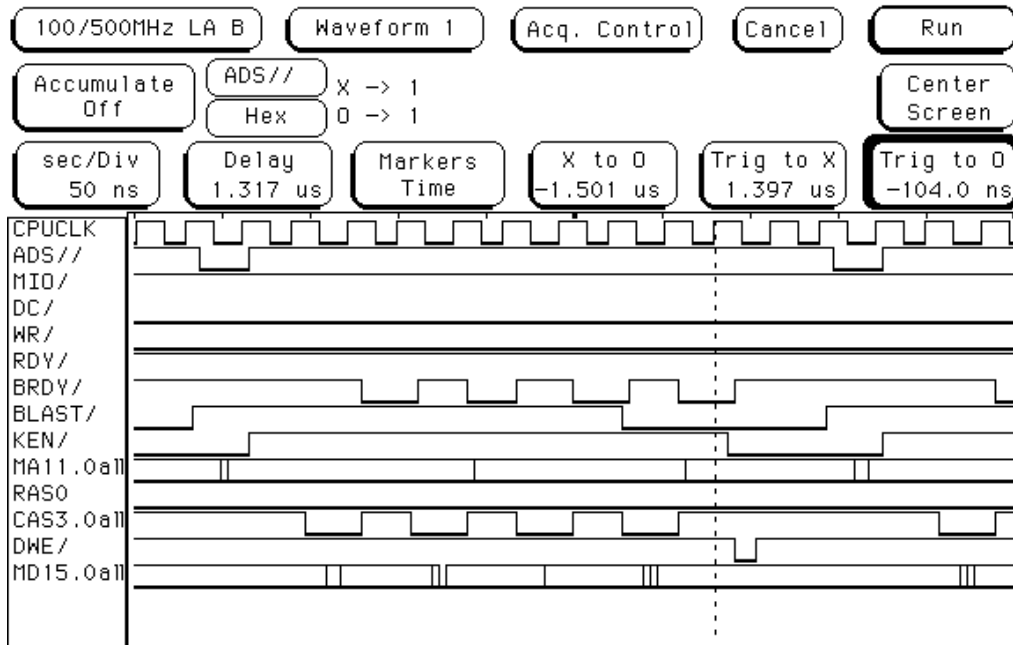 100/500MHz LA B  Waveform 1  Acq. Control  Cancel  Run
Accumulate
Off
ADS//  X -> 1
Hex  O -> 1
Center
Screen
sec/Div
50 ns
Delay
1.317 us
Markers
Time
X to O
-1.501 us
Trig to X
1.397 us
Trig to O
-104.0 ns
CPUCLK
ADS//
MIO/
DC/
WR/
RDY/
BRDY/
BLAST/
KEN/
MA11.0all
RAS0
CAS3.0all
DWE/
MD15.0all